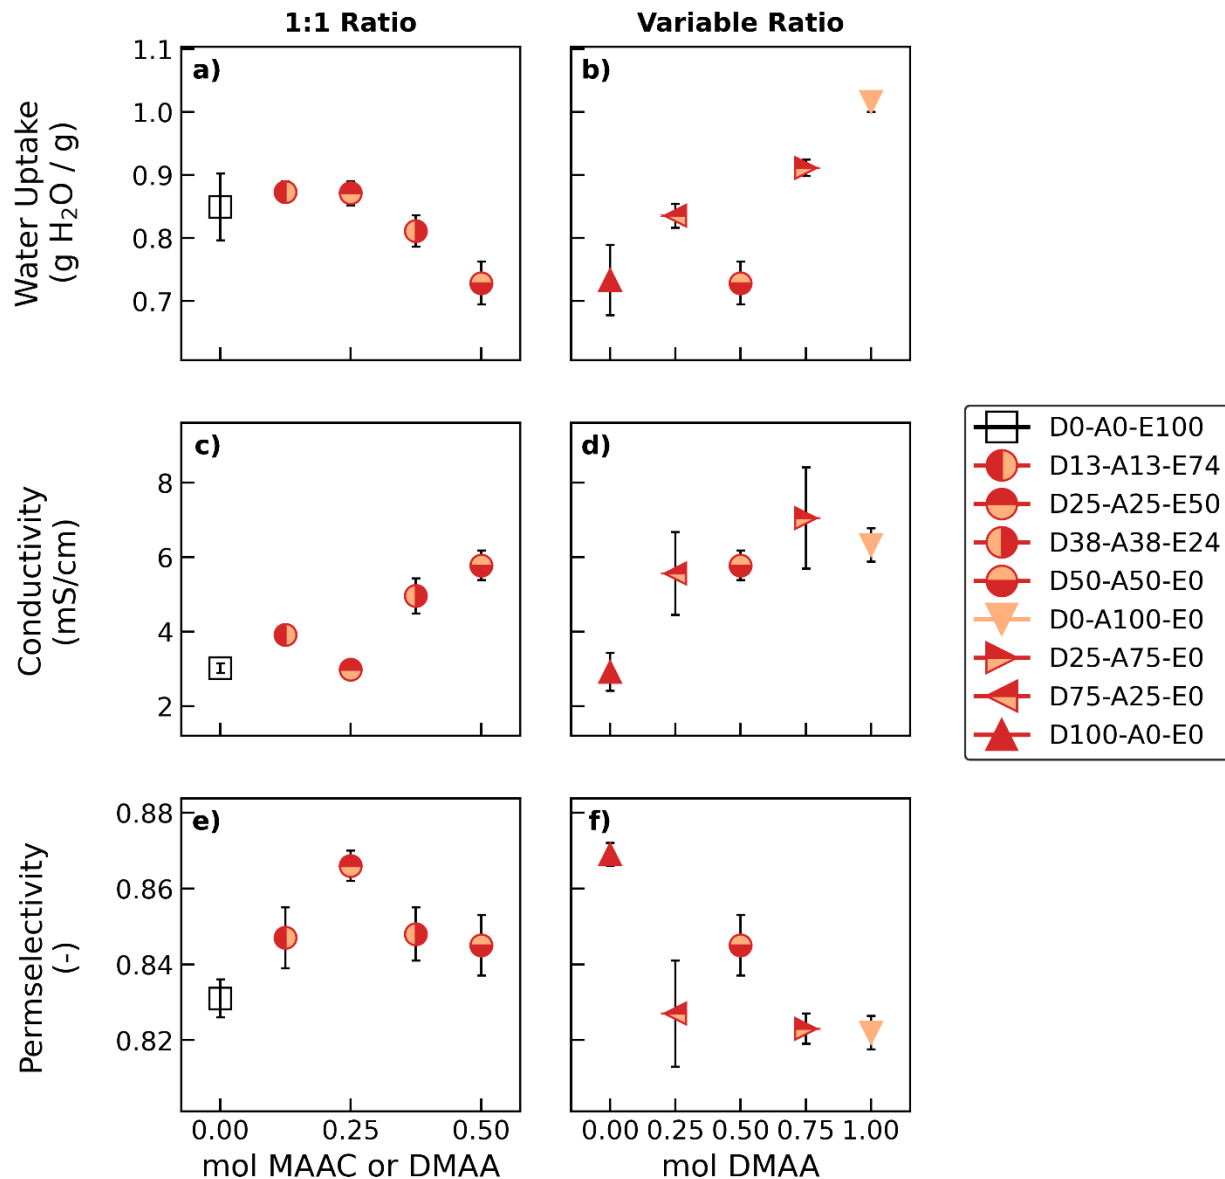 1:1 Ratio
Variable Ratio
a)
b)
Water Uptake
(g H₂O / g)
1.1
1.0
0.9
0.8
0.7
c)
d)
Conductivity
(mS/cm)
8
6
4
2
e)
f)
Permselectivity
(-)
0.88
0.86
0.84
0.82
0.00 0.25 0.50
mol MAAC or DMAA
0.00 0.25 0.50 0.75 1.00
mol DMAA
D0-A0-E100
D13-A13-E74
D25-A25-E50
D38-A38-E24
D50-A50-E0
D0-A100-E0
D25-A75-E0
D75-A25-E0
D100-A0-E0